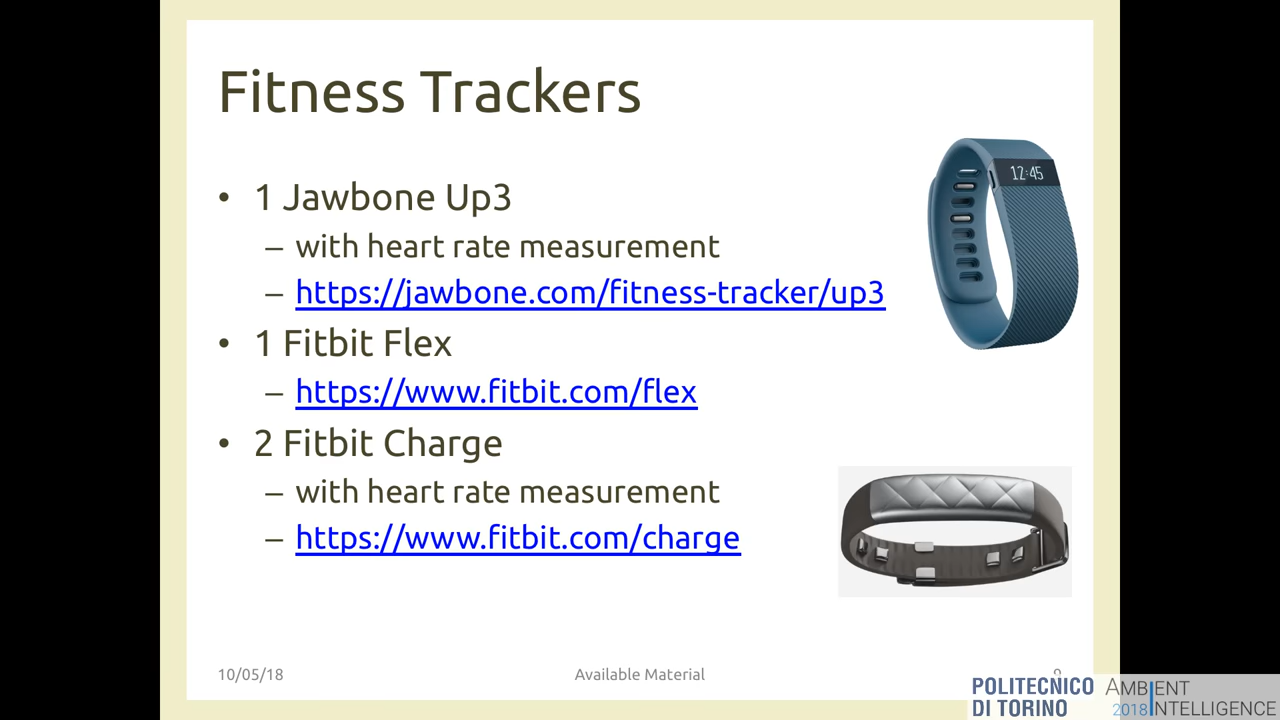 Fitness Trackers
12:45
• 1 Jawbone Up3
– with heart rate measurement
– https://jawbone.com/fitness-tracker/up3
• 1 Fitbit Flex
– https://www.fitbit.com/flex
• 2 Fitbit Charge
– with heart rate measurement
– https://www.fitbit.com/charge
10/05/18
Available Material
POLITECNICO
DI TORINO
AMBIENT
2018 INTELLIGENCE